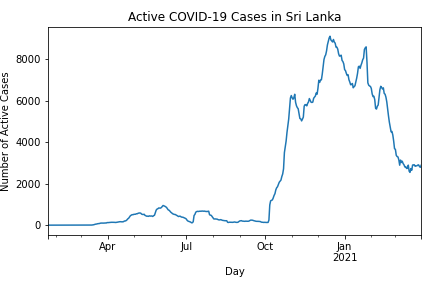 Active COVID-19 Cases in Sri Lanka
Number of Active Cases
8000
6000
4000
2000
0
Apr
Jul
Oct
Jan
2021
Day